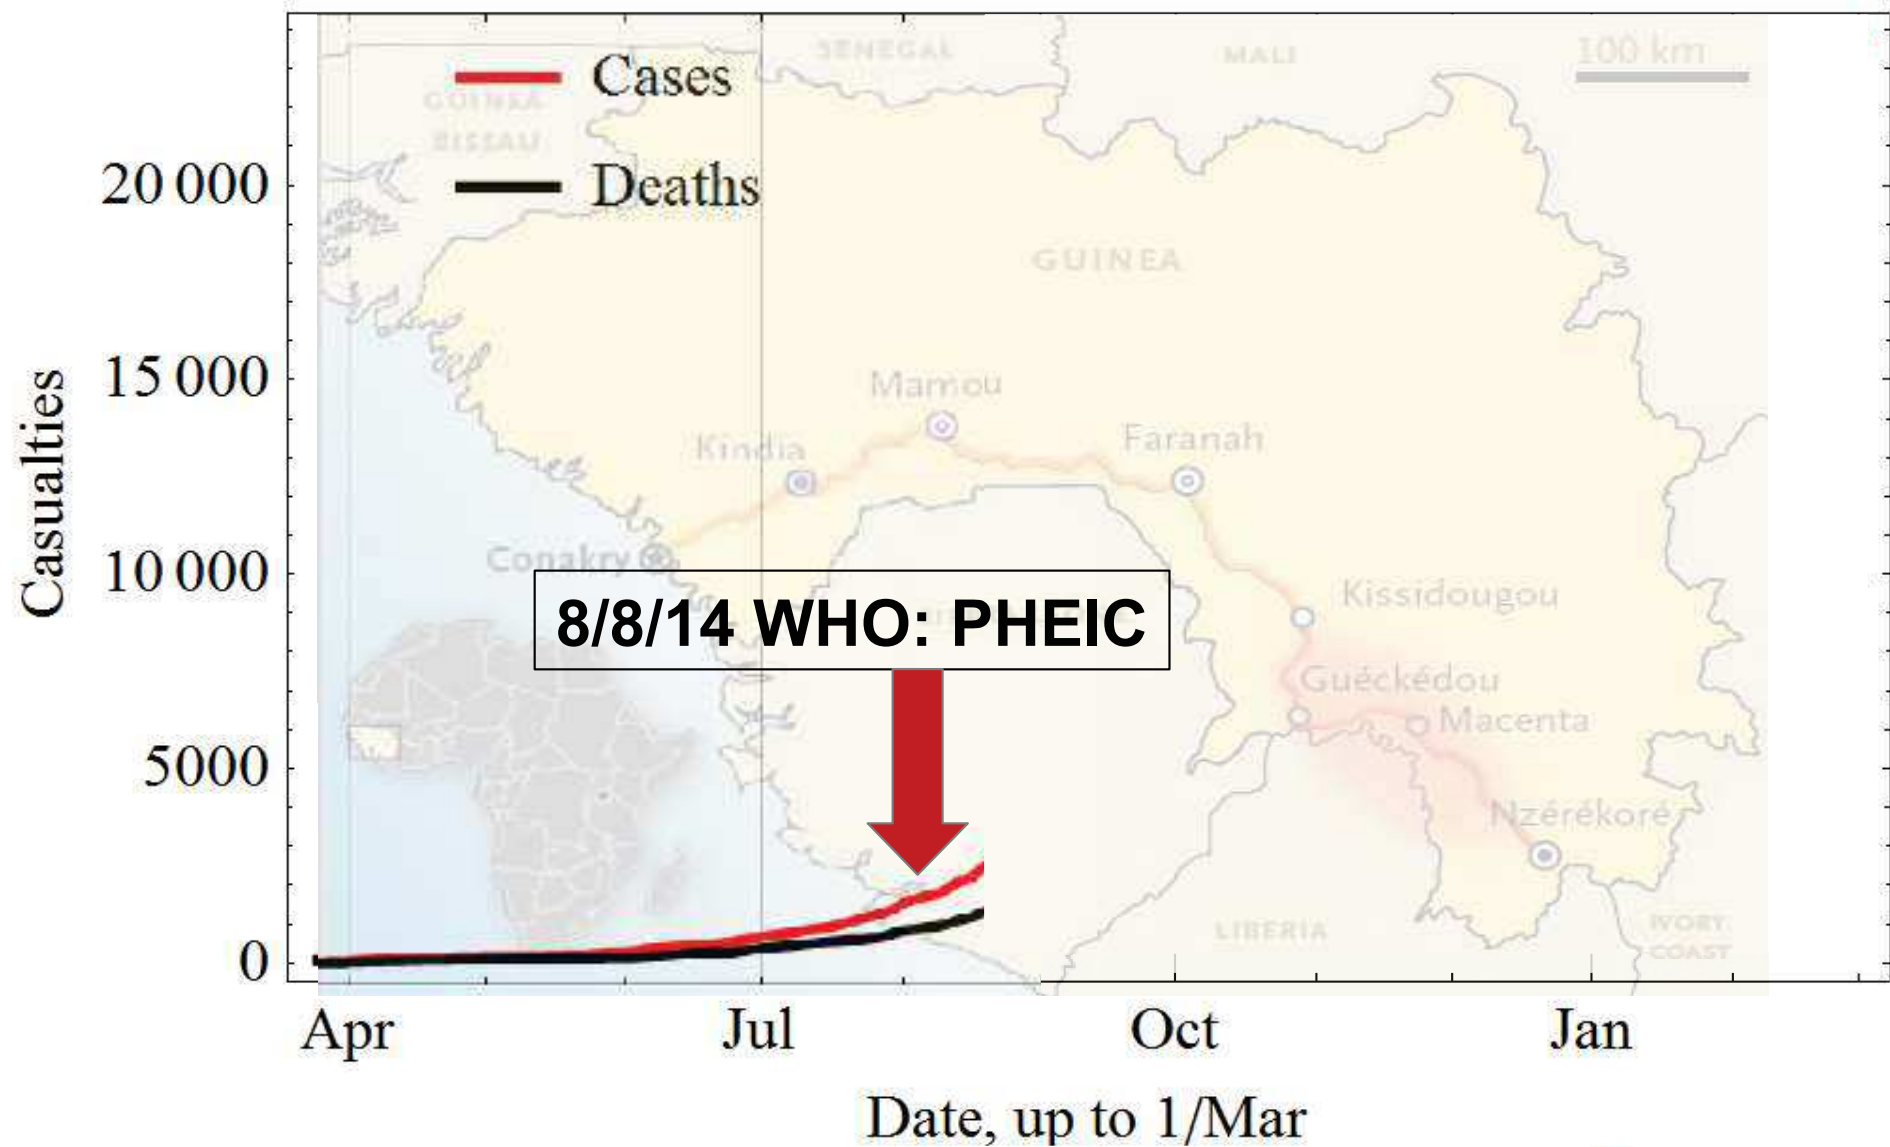 SENEGAL
MALI
100 km
Cases
GUINEA
BISSAU
20 000
Deaths
GUINEA
15 000
Mamou
Casualties
Kindia
Faranah
10 000
Conakry
Kissidougou
8/8/14 WHO: PHEIC
Guéckédou
Macenta
5000
Nzérékoré
LIBERIA
IVORY
COAST
0
Apr
Jul
Oct
Jan
Date, up to 1/Mar